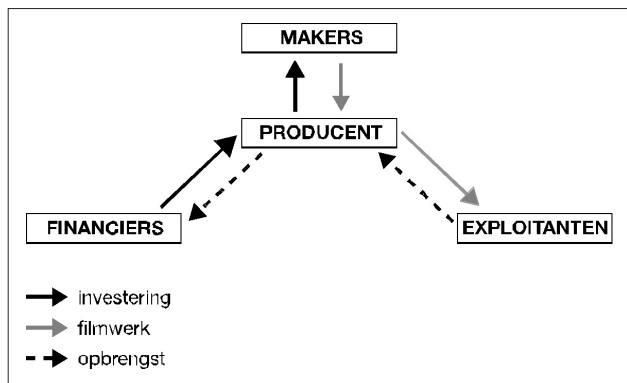 MAKERS
PRODUCENT
FINANCIERS
EXPLOITANTEN
investering
filmwerk
opbrengst